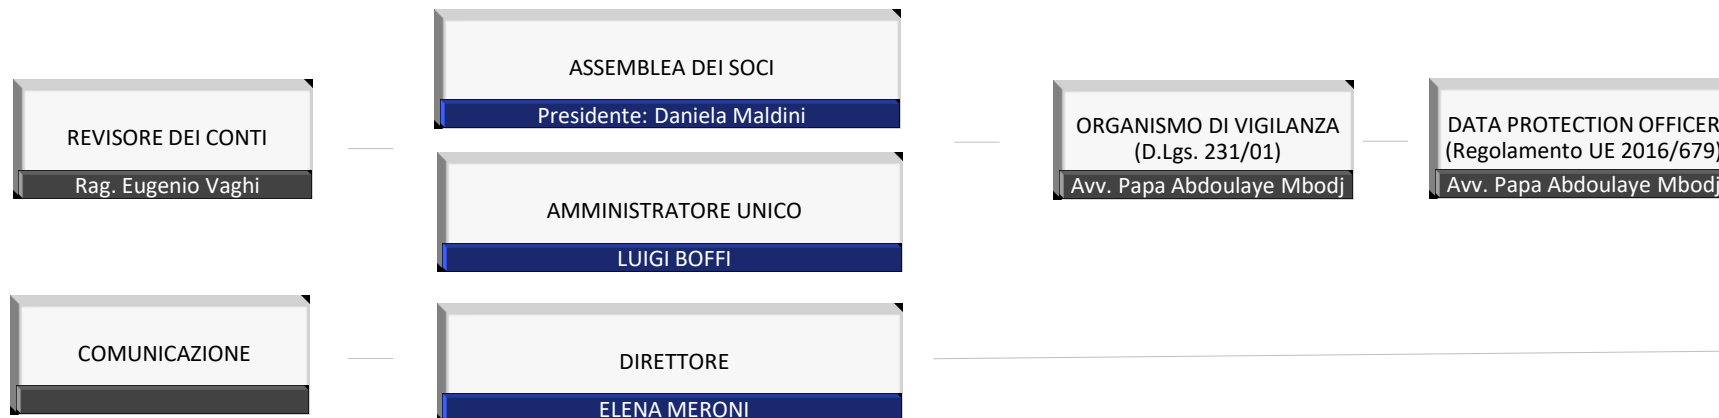 ASSEMBLEA DEI SOCI
Presidente: Daniela Maldini
REVISORE DEI CONTI
Rag. Eugenio Vaghi
ORGANISMO DI VIGILANZA
(D.Lgs. 231/01)
Avv. Papa Abdoulaye Mbodj
DATA PROTECTION OFFICER
(Regolamento UE 2016/679)
Avv. Papa Abdoulaye Mbodj
AMMINISTRATORE UNICO
LUIGI BOFFI
COMUNICAZIONE
DIRETTORE
ELENA MERONI